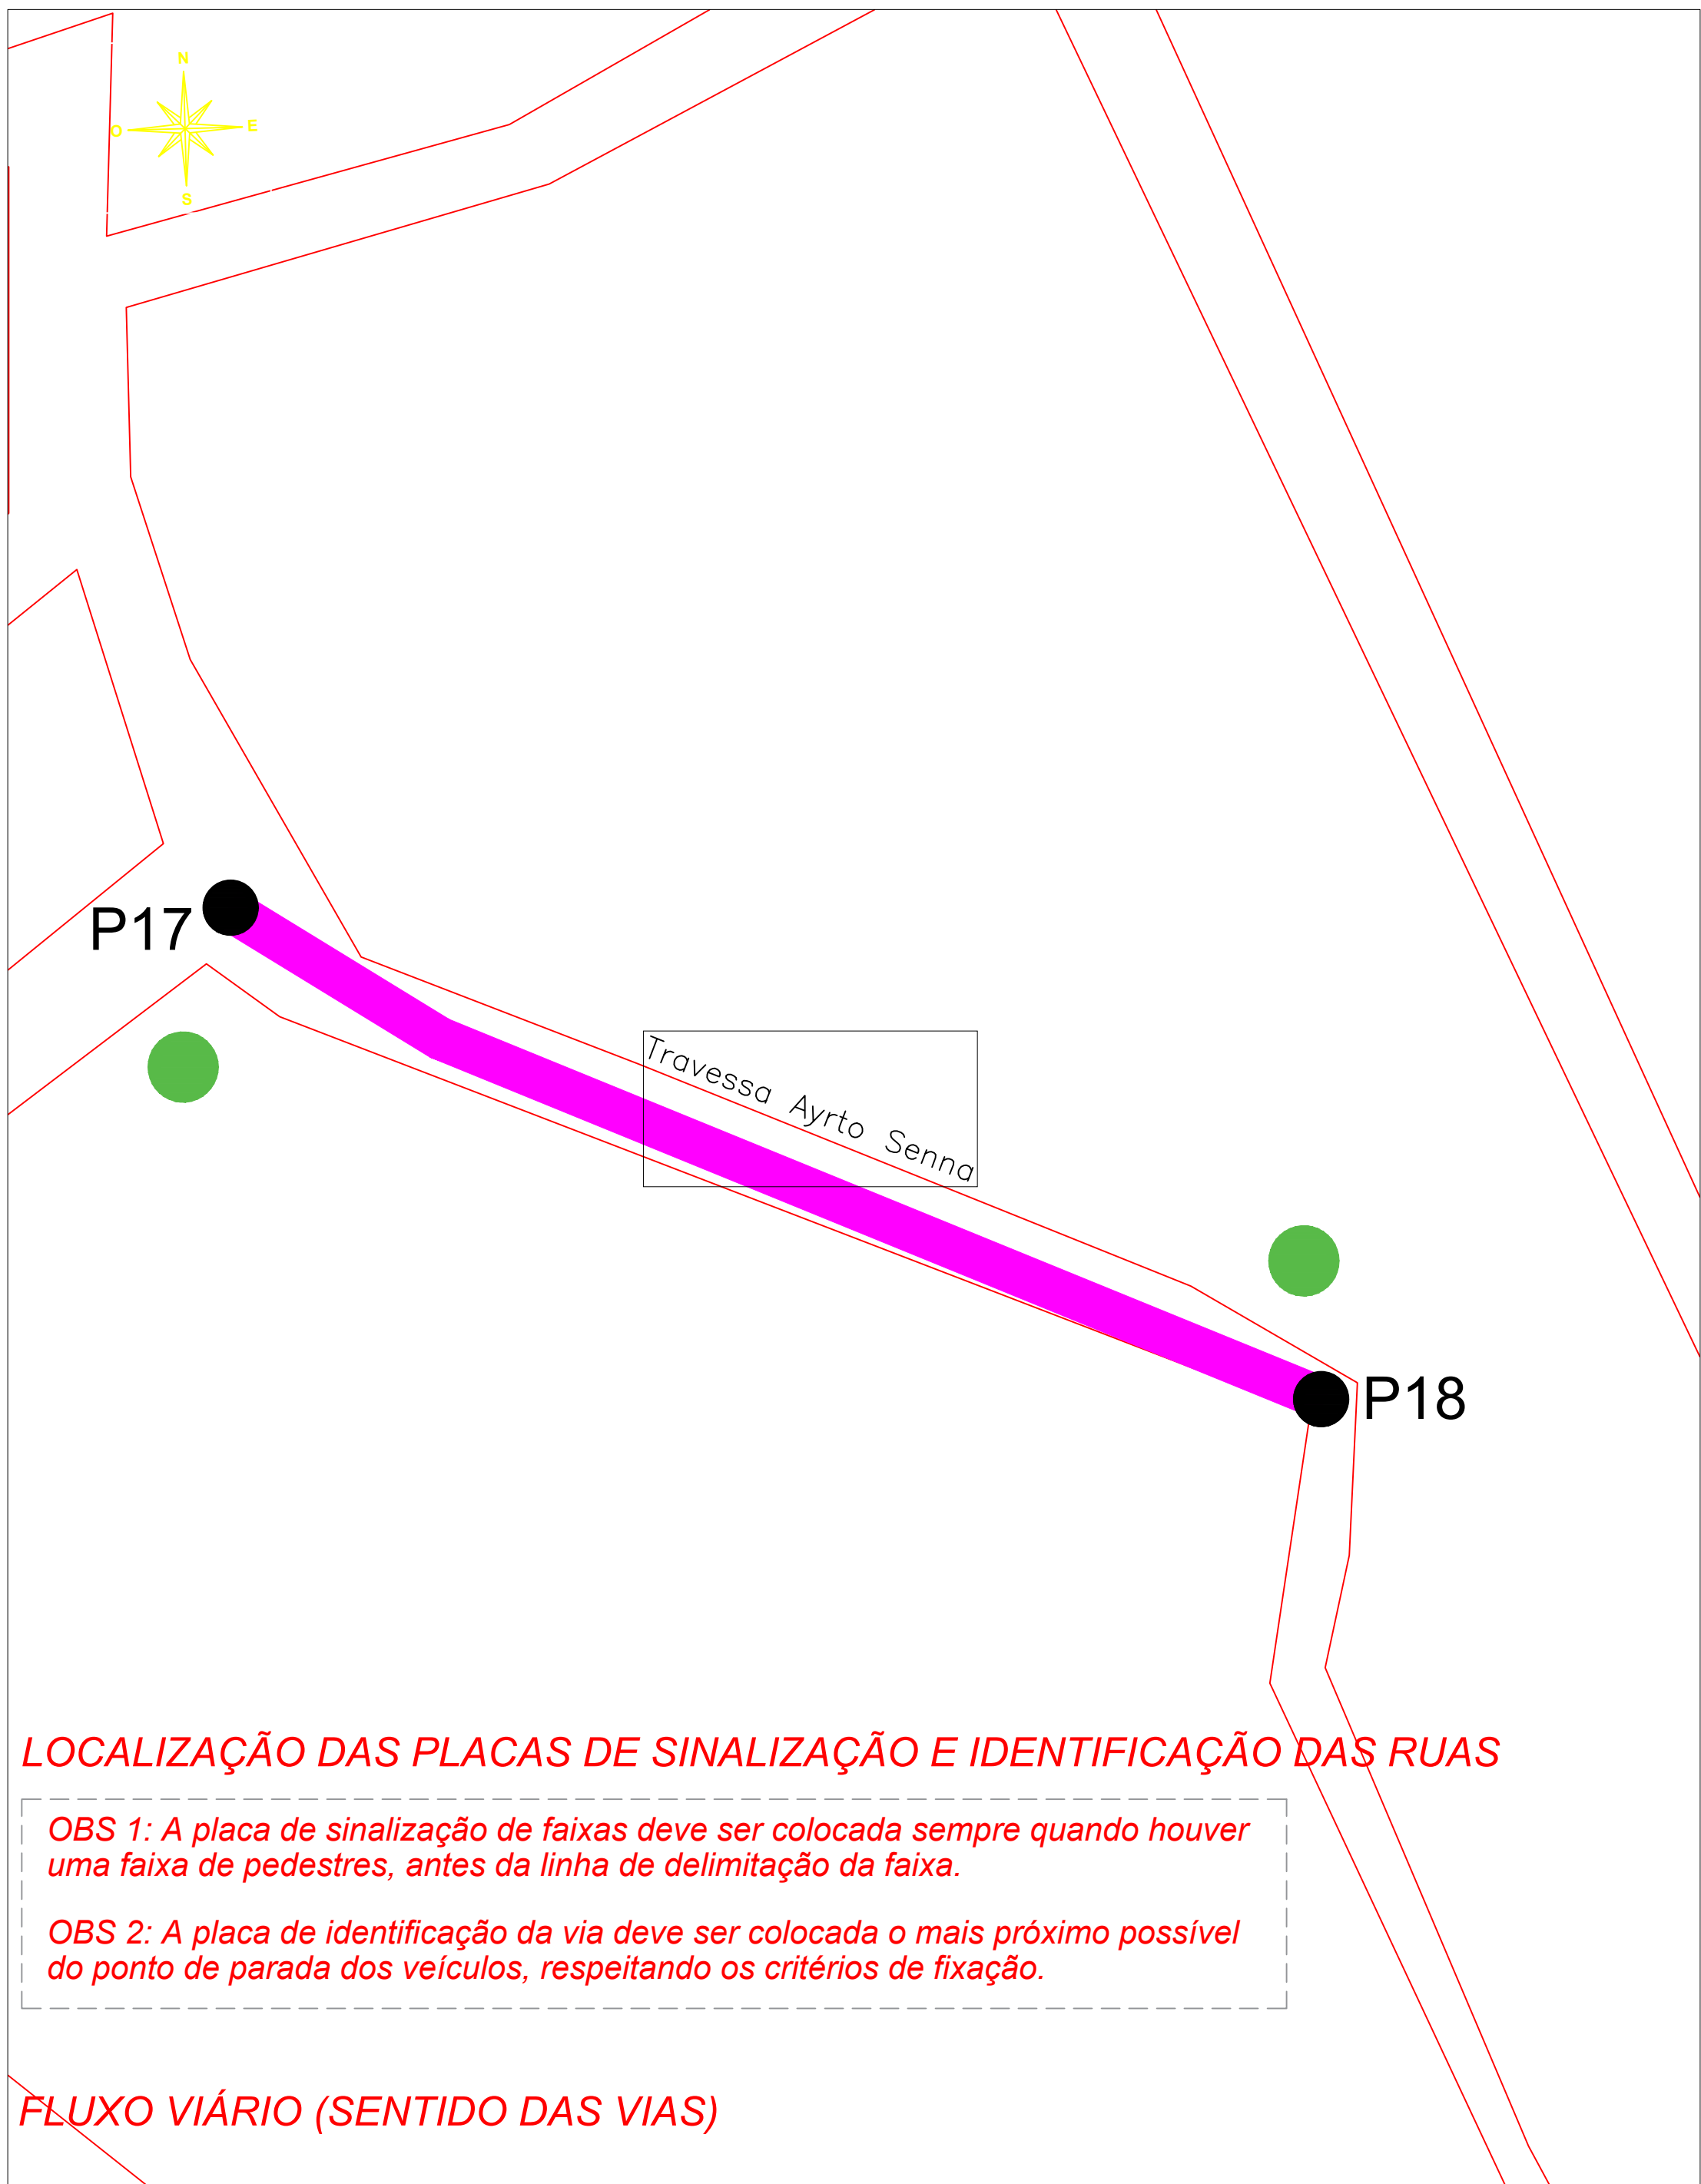 N
O
E
S
P17
Travessa Ayrto Senna
P18
LOCALIZAÇÃO DAS PLACAS DE SINALIZAÇÃO E IDENTIFICAÇÃO DAS RUAS
OBS 1: A placa de sinalização de faixas deve ser colocada sempre quando houver
uma faixa de pedestres, antes da linha de delimitação da faixa.
OBS 2: A placa de identificação da via deve ser colocada o mais próximo possível
do ponto de parada dos veículos, respeitando os critérios de fixação.
FLUXO VIÁRIO (SENTIDO DAS VIAS)